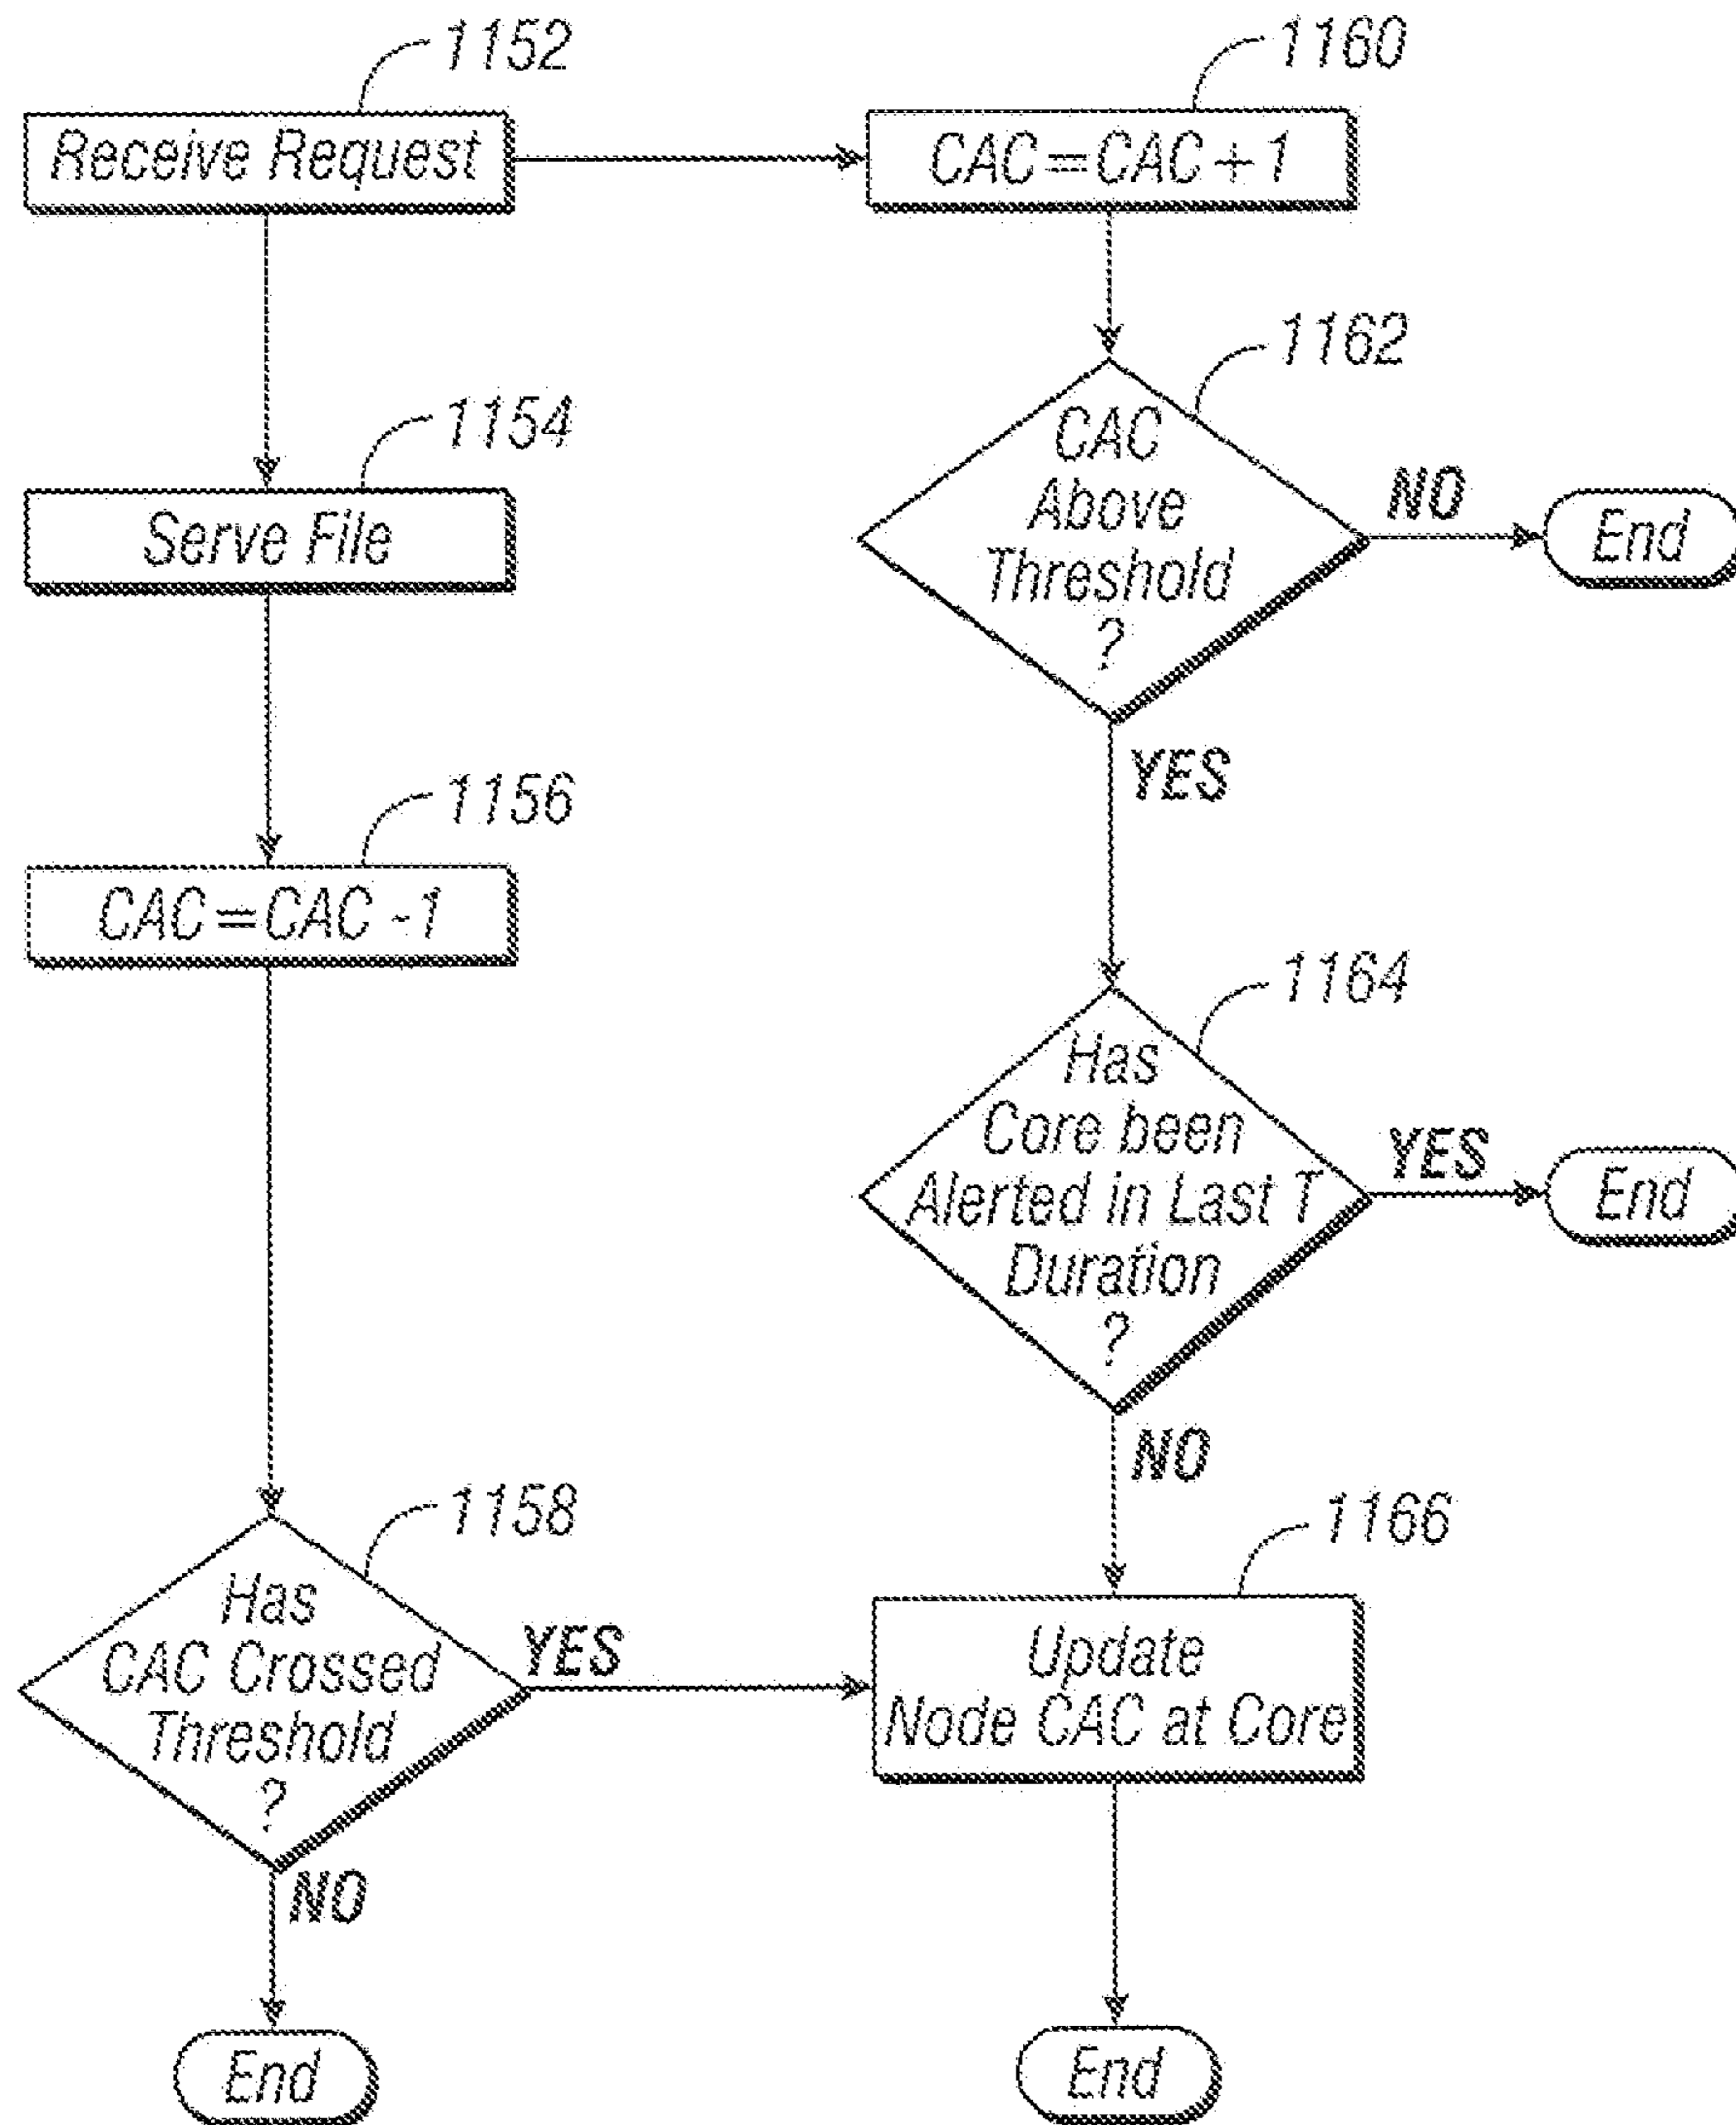 1152
Receive Request
1160
CAC=CAC+1
1162
CAC
Above
Threshold
?
NO
End
YES
1154
Serve File
1156
CAC=CAC -1
1164
Has
Core been
Alerted in Last T
Duration
?
YES
End
NO
1158
Has
CAC Crossed
Threshold
?
YES
NO
End
1166
Update
Node CAC at Core
End